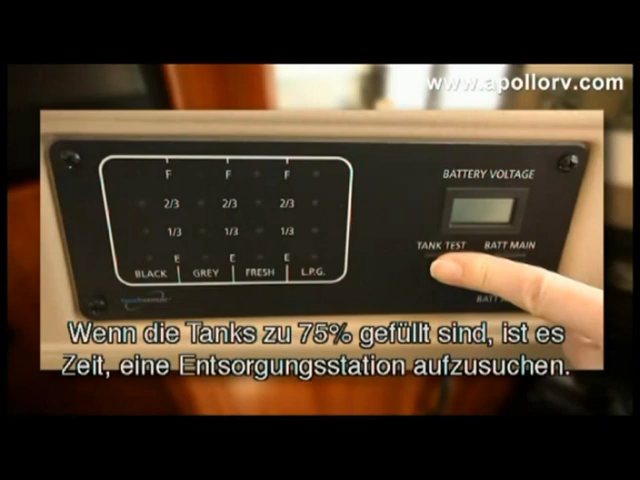 www.apollorv.com
BATTERY VOLTAGE
F F F
2/3 2/3 2/3
1/3 1/3 1/3
E E E
BLACK GREY FRESH L.P.G.
TANK TEST BATT MAIN
BATT
Wenn die Tanks zu 75% gefüllt sind, ist es
Zeit, eine Entsorgungsstation aufzusuchen.